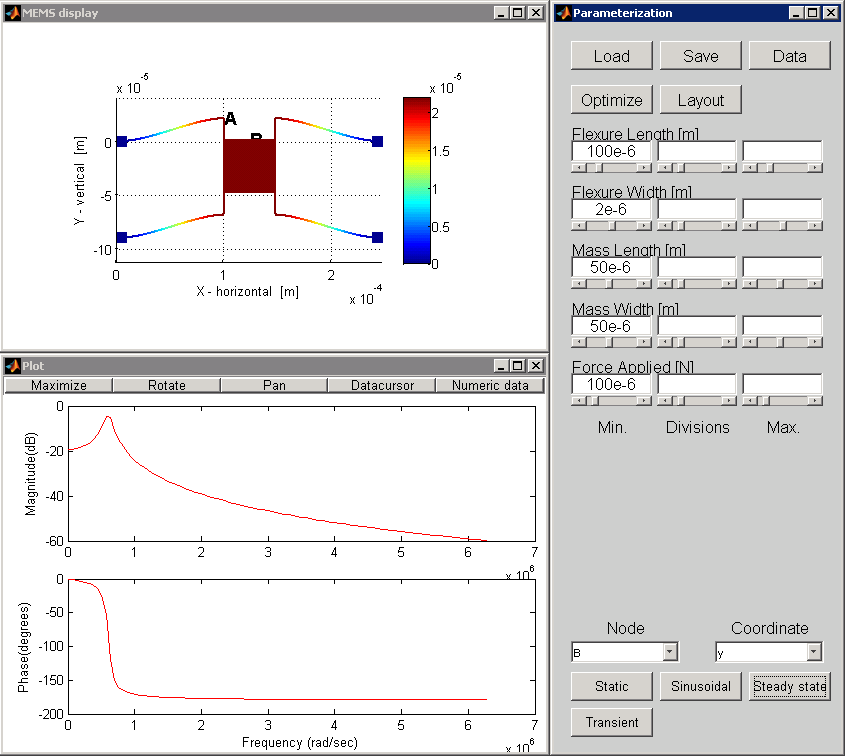 MEMS display
x 10⁻⁵
x 10⁻⁵
A
B
2
1.5
1
0.5
0
0
-5
-10
Y - vertical [m]
0
1
2
X - horizontal [m]
x 10⁻⁴
Plot
Maximize Rotate Pan Datacursor Numeric data
0
-20
-40
-60
Magnitude(dB)
0 1 2 3 4 5 6 7
x 10⁶
0
-50
-100
-150
-200
Phase(degrees)
0 1 2 3 4 5 6 7
Frequency (rad/sec)
x 10⁶
Parameterization
Load Save Data
Optimize Layout
Flexure Length [m]
100e-6
Flexure Width [m]
2e-6
Mass Length [m]
50e-6
Mass Width [m]
50e-6
Force Applied [N]
100e-6
Min. Divisions Max.
Node Coordinate
B y
Static Sinusoidal Steady state
Transient